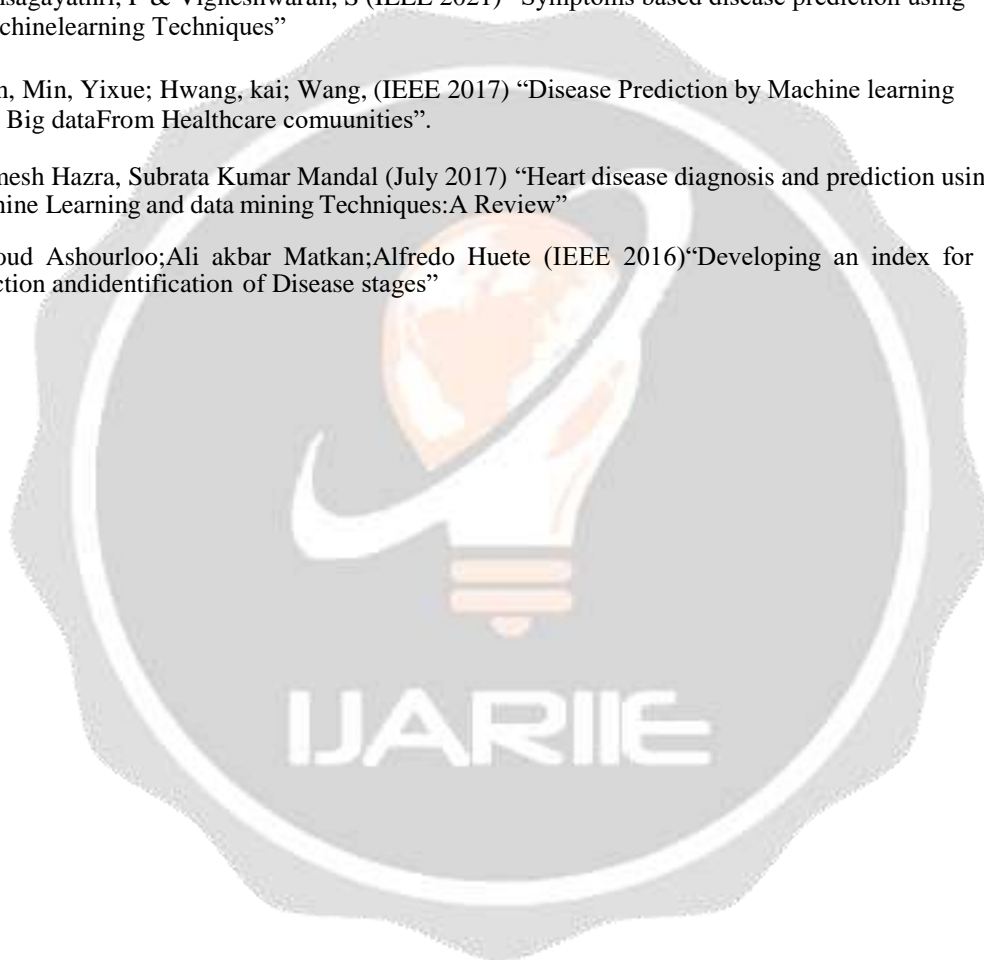 & Vigneshwaran, S (IEEE 2021) “Symptoms based disease prediction using
chinelearning Techniques”
n, Min, Yixue; Hwang, kai; Wang, (IEEE 2017) “Disease Prediction by Machine learning
Big dataFrom Healthcare comuunities”.
nesh Hazra, Subrata Kumar Mandal (July 2017) “Heart disease diagnosis and prediction usin
nine Learning and data mining Techniques:A Review”
oud Ashourloo;Ali akbar Matkan;Alfredo Huete (IEEE 2016)“Developing an index for
ction andidentification of Disease stages”
IJARIIE